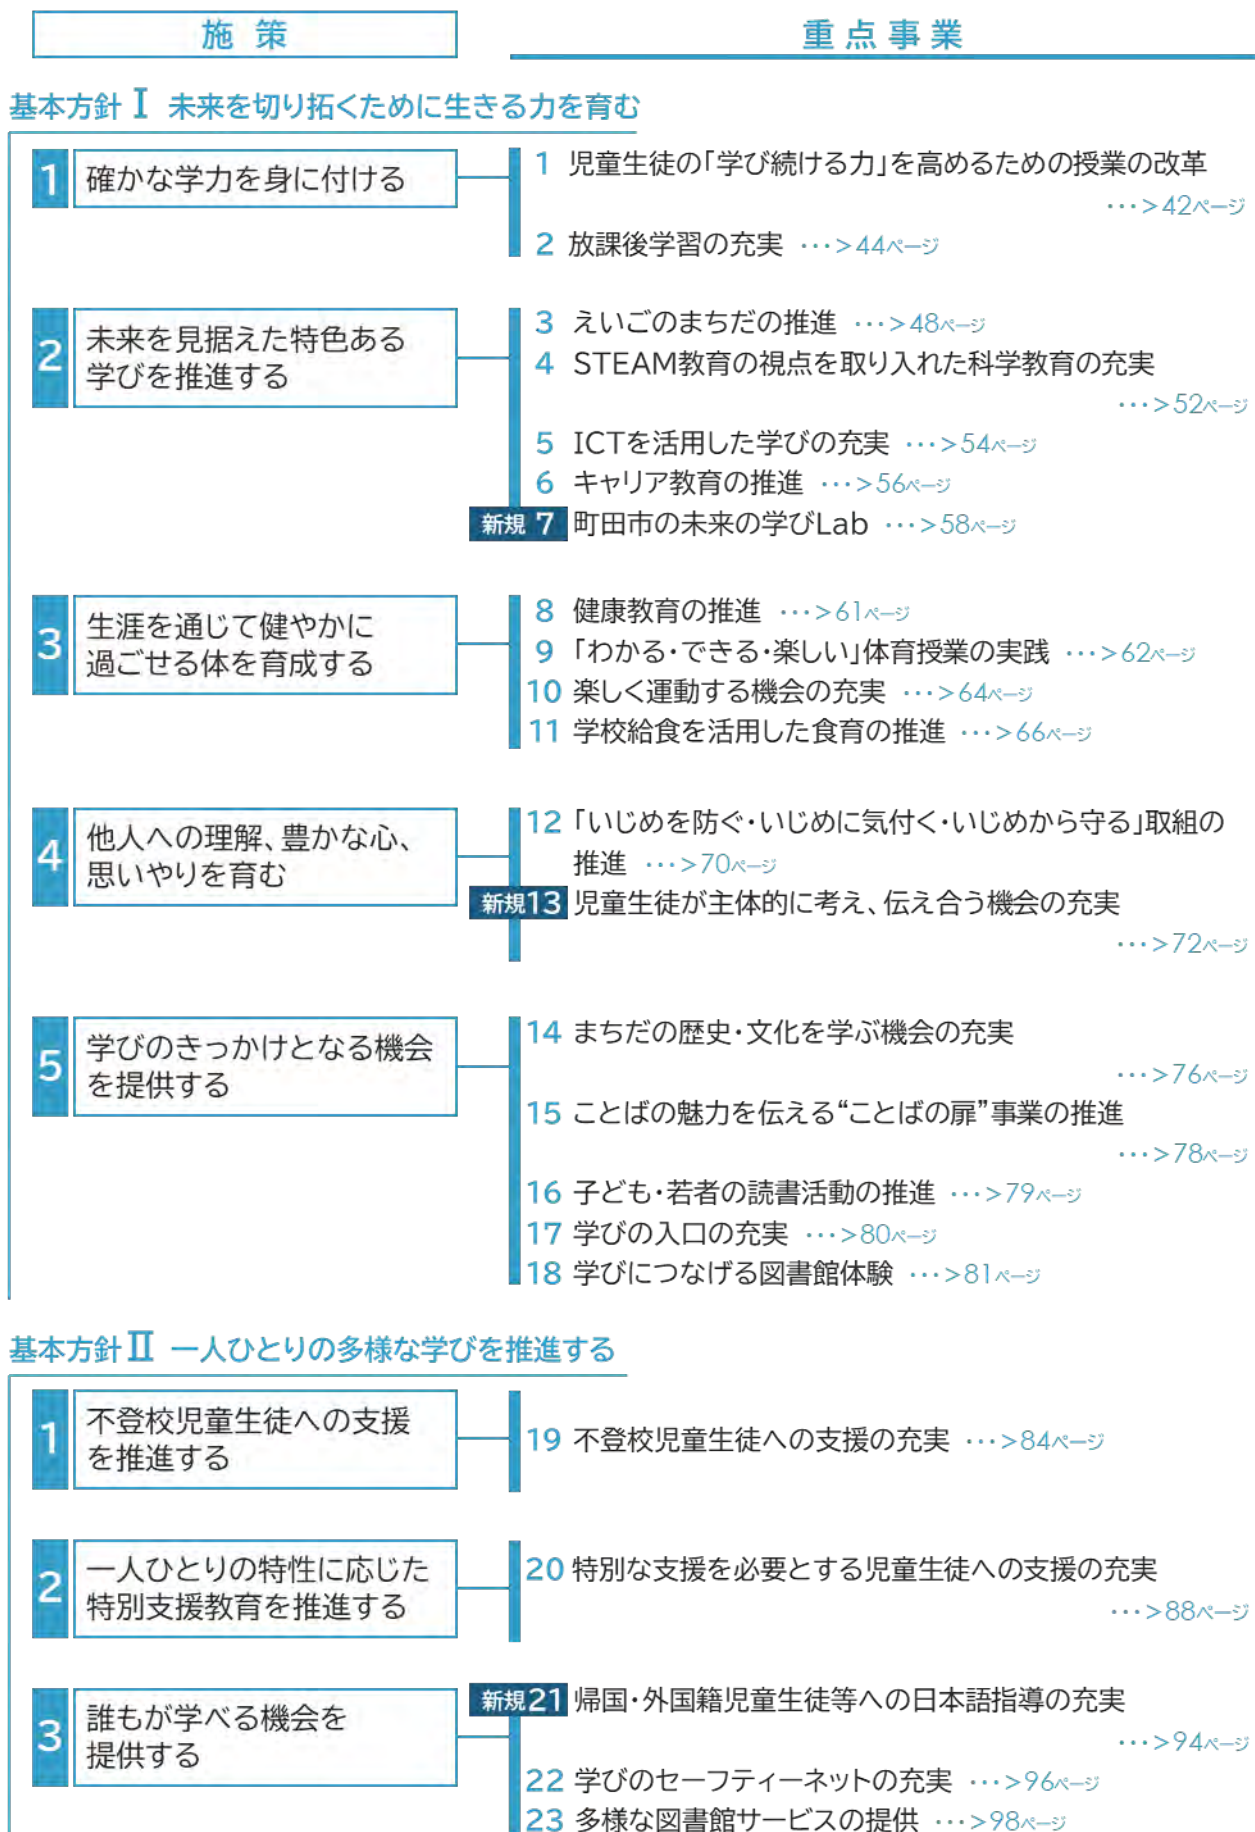 施策
重点事業
基本方針Ⅰ 未来を切り拓くために生きる力を育む
1 確かな学力を身に付ける
1 児童生徒の「学び続ける力」を高めるための授業の改革
…>42ページ
2 放課後学習の充実 …>44ページ
2 未来を見据えた特色ある
学びを推進する
3 えいごのまちだの推進 …>48ページ
4 STEAM教育の視点を取り入れた科学教育の充実
…>52ページ
5 ICTを活用した学びの充実 …>54ページ
6 キャリア教育の推進 …>56ページ
新規 7 町田市の未来の学びLab …>58ページ
3 生涯を通じて健やかに
過ごせる体を育成する
8 健康教育の推進 …>61ページ
9 「わかる・できる・楽しい」体育授業の実践 …>62ページ
10 楽しく運動する機会の充実 …>64ページ
11 学校給食を活用した食育の推進 …>66ページ
4 他人への理解、豊かな心、
思いやりを育む
12 「いじめを防ぐ・いじめに気付く・いじめから守る」取組の
推進 …>70ページ
新規13 児童生徒が主体的に考え、伝え合う機会の充実
…>72ページ
5 学びのきっかけとなる機会
を提供する
14 まちだの歴史・文化を学ぶ機会の充実
…>76ページ
15 ことばの魅力を伝える“ことばの扉”事業の推進
…>78ページ
16 子ども・若者の読書活動の推進 …>79ページ
17 学びの入口の充実 …>80ページ
18 学びにつなげる図書館体験 …>81ページ
基本方針Ⅱ 一人ひとりの多様な学びを推進する
1 不登校児童生徒への支援
を推進する
19 不登校児童生徒への支援の充実 …>84ページ
2 一人ひとりの特性に応じた
特別支援教育を推進する
20 特別な支援を必要とする児童生徒への支援の充実
…>88ページ
3 誰もが学べる機会を
提供する
新規21 帰国・外国籍児童生徒等への日本語指導の充実
…>94ページ
22 学びのセーフティーネットの充実 …>96ページ
23 多様な図書館サービスの提供 …>98ページ